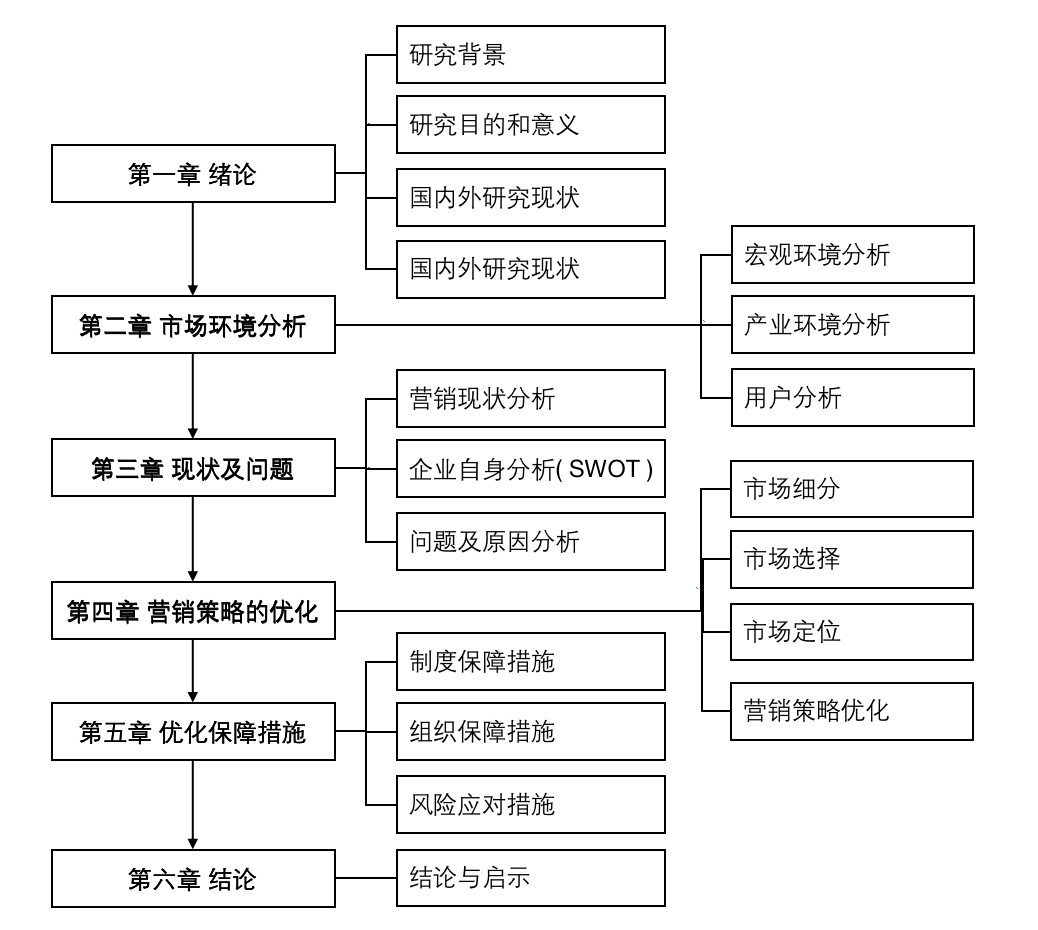 第一章 绪论
研究背景
研究目的和意义
国内外研究现状
国内外研究现状
第二章 市场环境分析
宏观环境分析
产业环境分析
用户分析
第三章 现状及问题
营销现状分析
企业自身分析( SWOT )
问题及原因分析
第四章 营销策略的优化
市场细分
市场选择
市场定位
营销策略优化
第五章 优化保障措施
制度保障措施
组织保障措施
风险应对措施
第六章 结论
结论与启示